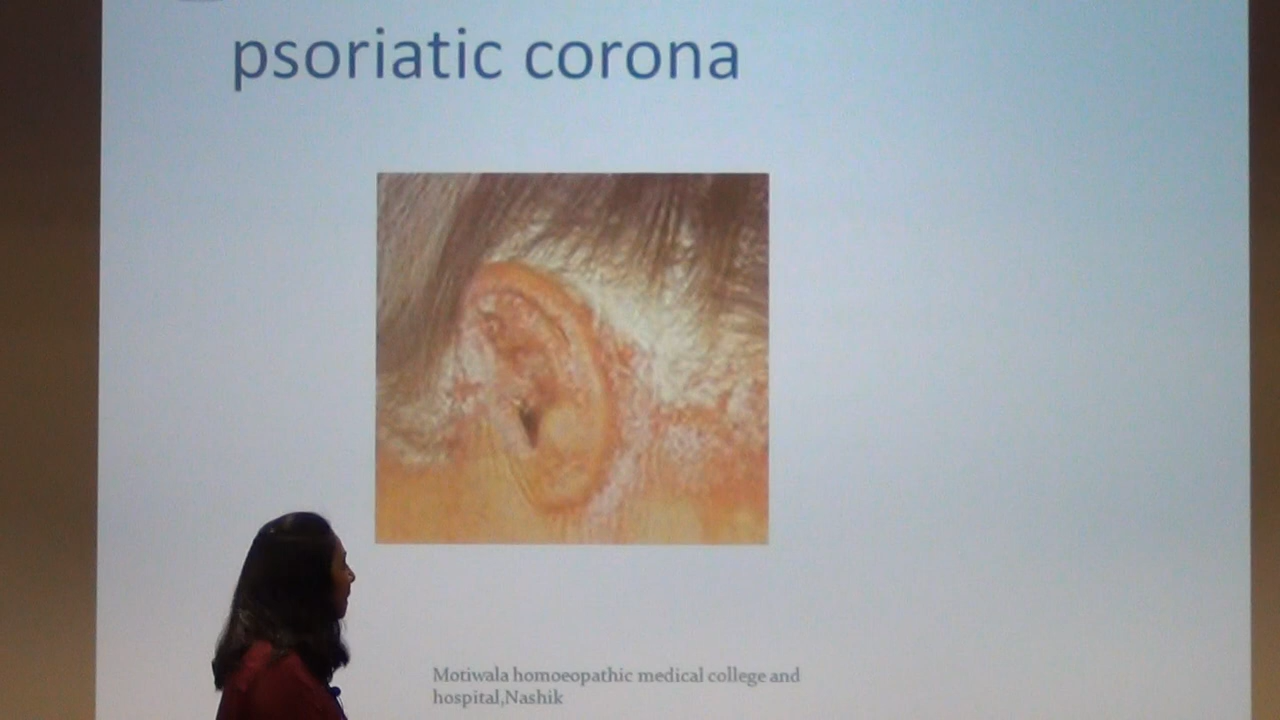 psoriatic corona
Motiwala homoeopathic medical college and
hospital,Nashik